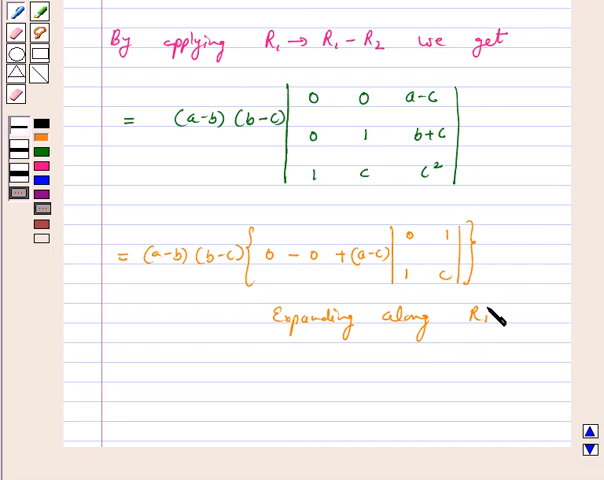 By applying R₁ → R₁ - R₂ we get
= (a-b) (b-c) | 0 0 a-c |
| 0 1 b+c |
| 1 c c² |
= (a-b) (b-c) { 0 - 0 + (a-c) | 0 1 |
| 1 c | }
Expanding along R₁